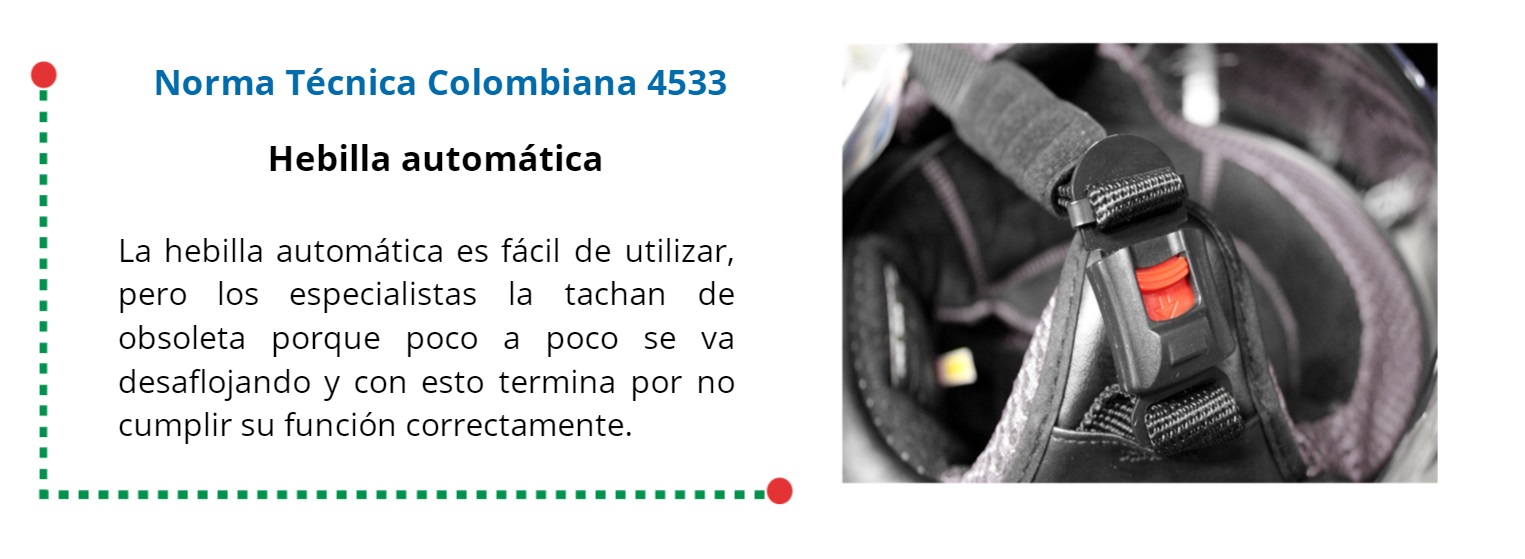 Norma Técnica Colombiana 4533
Hebilla automática
La hebilla automática es fácil de utilizar,
pero los especialistas la tachan de
obsoleta porque poco a poco se va
desaflojando y con esto termina por no
cumplir su función correctamente.